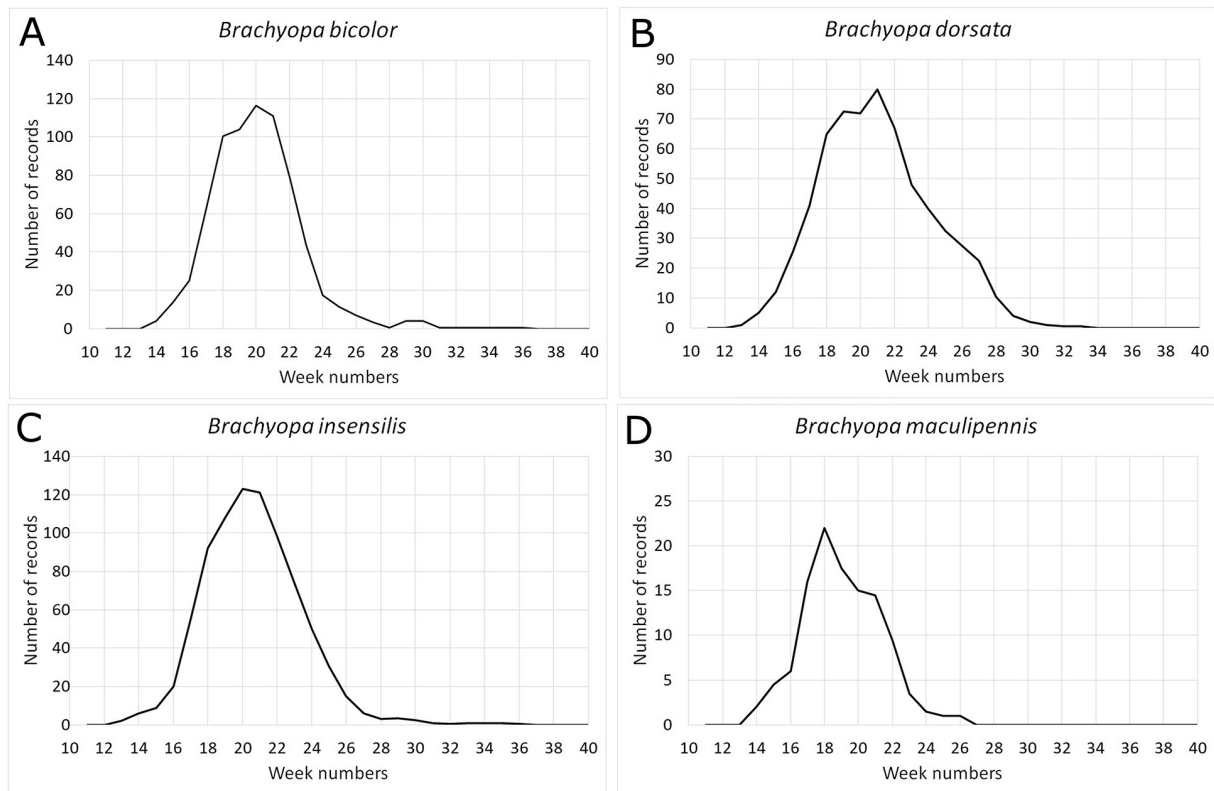 A
Brachyopa bicolor
Number of records
140
120
100
80
60
40
20
0
10 12 14 16 18 20 22 24 26 28 30 32 34 36 38 40
Week numbers
B
Brachyopa dorsata
Number of records
90
80
70
60
50
40
30
20
10
0
10 12 14 16 18 20 22 24 26 28 30 32 34 36 38 40
Week numbers
C
Brachyopa insensilis
Number of records
140
120
100
80
60
40
20
0
10 12 14 16 18 20 22 24 26 28 30 32 34 36 38 40
Week numbers
D
Brachyopa maculipennis
Number of records
30
25
20
15
10
5
0
10 12 14 16 18 20 22 24 26 28 30 32 34 36 38 40
Week numbers